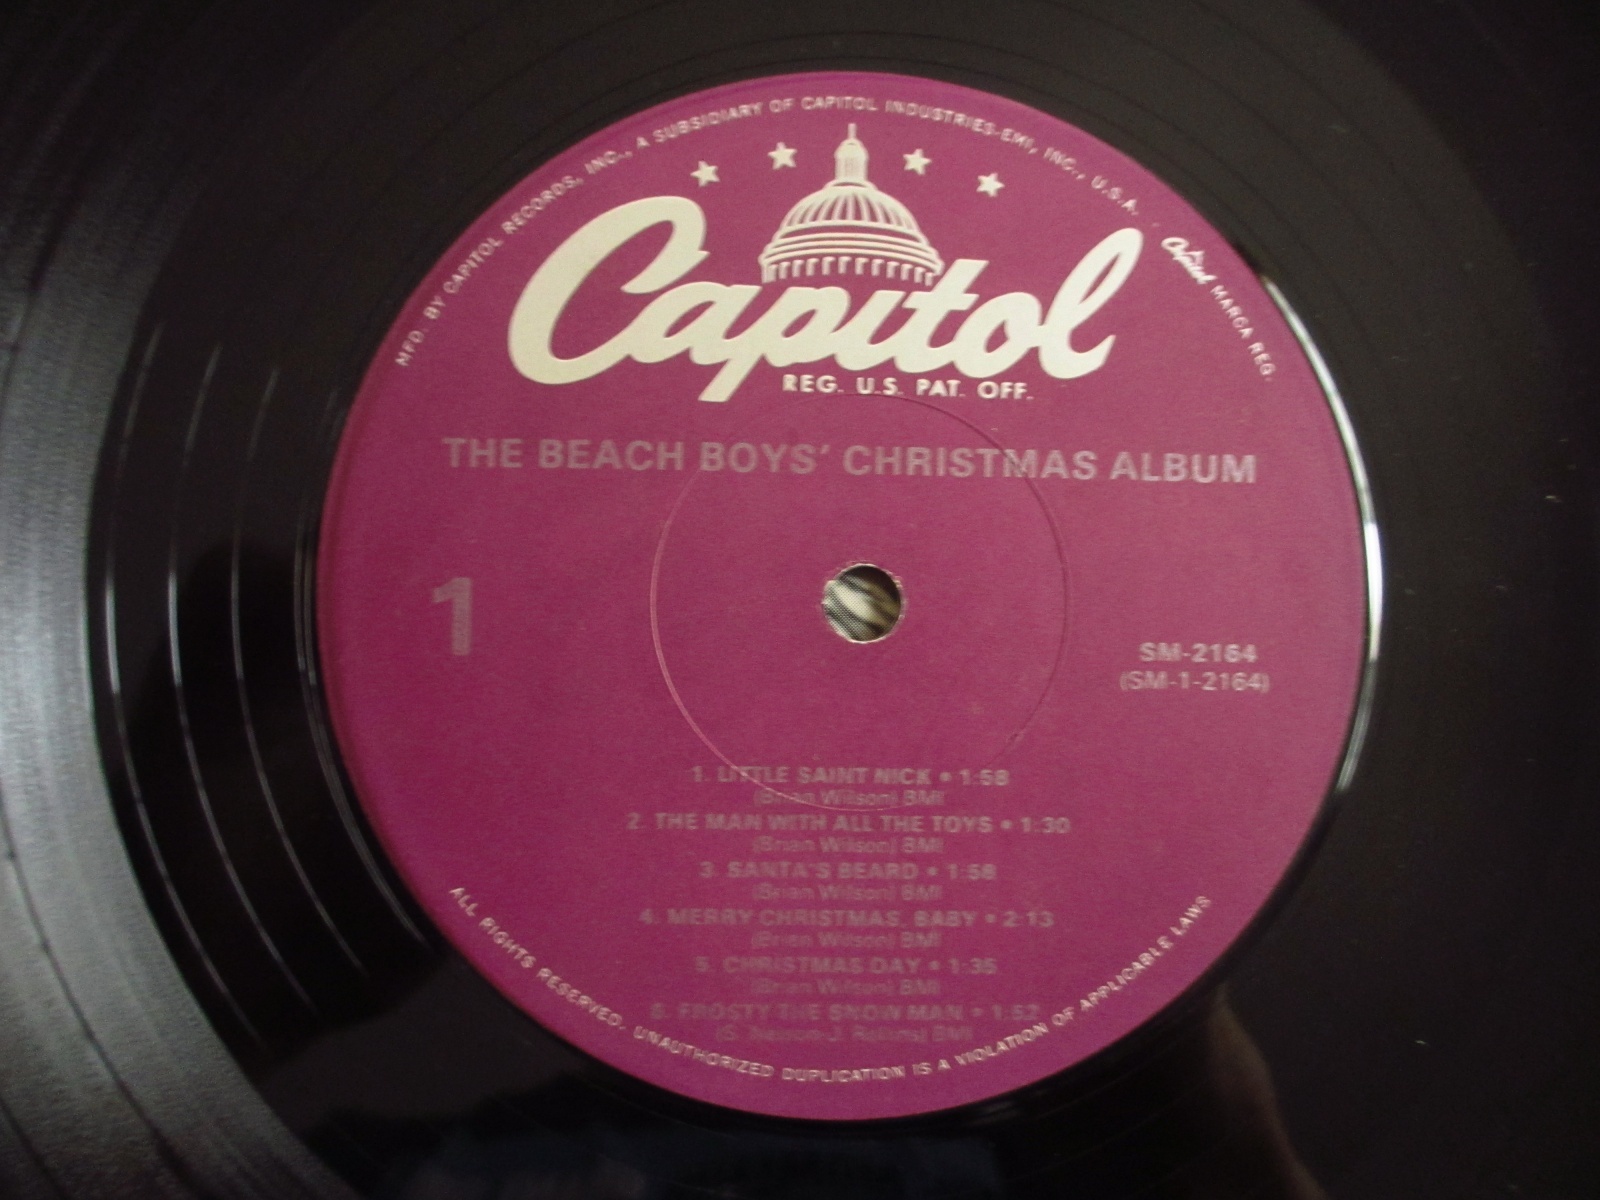 MFD. BY CAPITOL RECORDS, INC., A SUBSIDIARY OF CAPITOL INDUSTRIES-EMI, INC., U.S.A. · Capitol MARCA REG.
Capitol
REG. U.S. PAT. OFF.
THE BEACH BOYS' CHRISTMAS ALBUM
1
SM-2164
(SM-1-2164)
1. LITTLE SAINT NICK • 1:58
(Brian Wilson) BMI
2. THE MAN WITH ALL THE TOYS • 1:30
(Brian Wilson) BMI
3. SANTA'S BEARD • 1:58
(Brian Wilson) BMI
4. MERRY CHRISTMAS, BABY • 2:13
(Brian Wilson) BMI
5. CHRISTMAS DAY • 1:35
(Brian Wilson) BMI
6. FROSTY THE SNOWMAN • 1:52
(S. Nelson-J. Rollins) BMI
ALL RIGHTS RESERVED. UNAUTHORIZED DUPLICATION IS A VIOLATION OF APPLICABLE LAWS